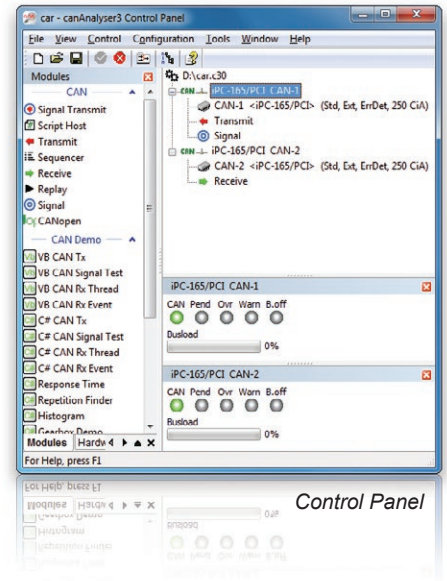 car - canAnalyser3 Control Panel
File View Control Configuration Tools Window Help
Modules
CAN
Signal Transmit
Script Host
Transmit
Sequencer
Receive
Replay
Signal
CANopen
CAN Demo
VB CAN Tx
VB CAN Signal Test
VB CAN Rx Thread
VB CAN Rx Event
C# CAN Tx
C# CAN Signal Test
C# CAN Rx Thread
C# CAN Rx Event
Response Time
Repetition Finder
Histogram
Gearbox Demo
Modules Hardw
D:\car.c30
CAN iPC-165/PCI CAN-1
CAN-1 <iPC-165/PCI> (Std, Ext, ErrDet, 250 CiA)
Transmit
Signal
CAN iPC-165/PCI CAN-2
CAN-2 <iPC-165/PCI> (Std, Ext, ErrDet, 250 CiA)
Receive
iPC-165/PCI CAN-1
CAN Pend Ovr Warn B.off
Busload
0%
iPC-165/PCI CAN-2
CAN Pend Ovr Warn B.off
Busload
0%
For Help, press F1
Control Panel